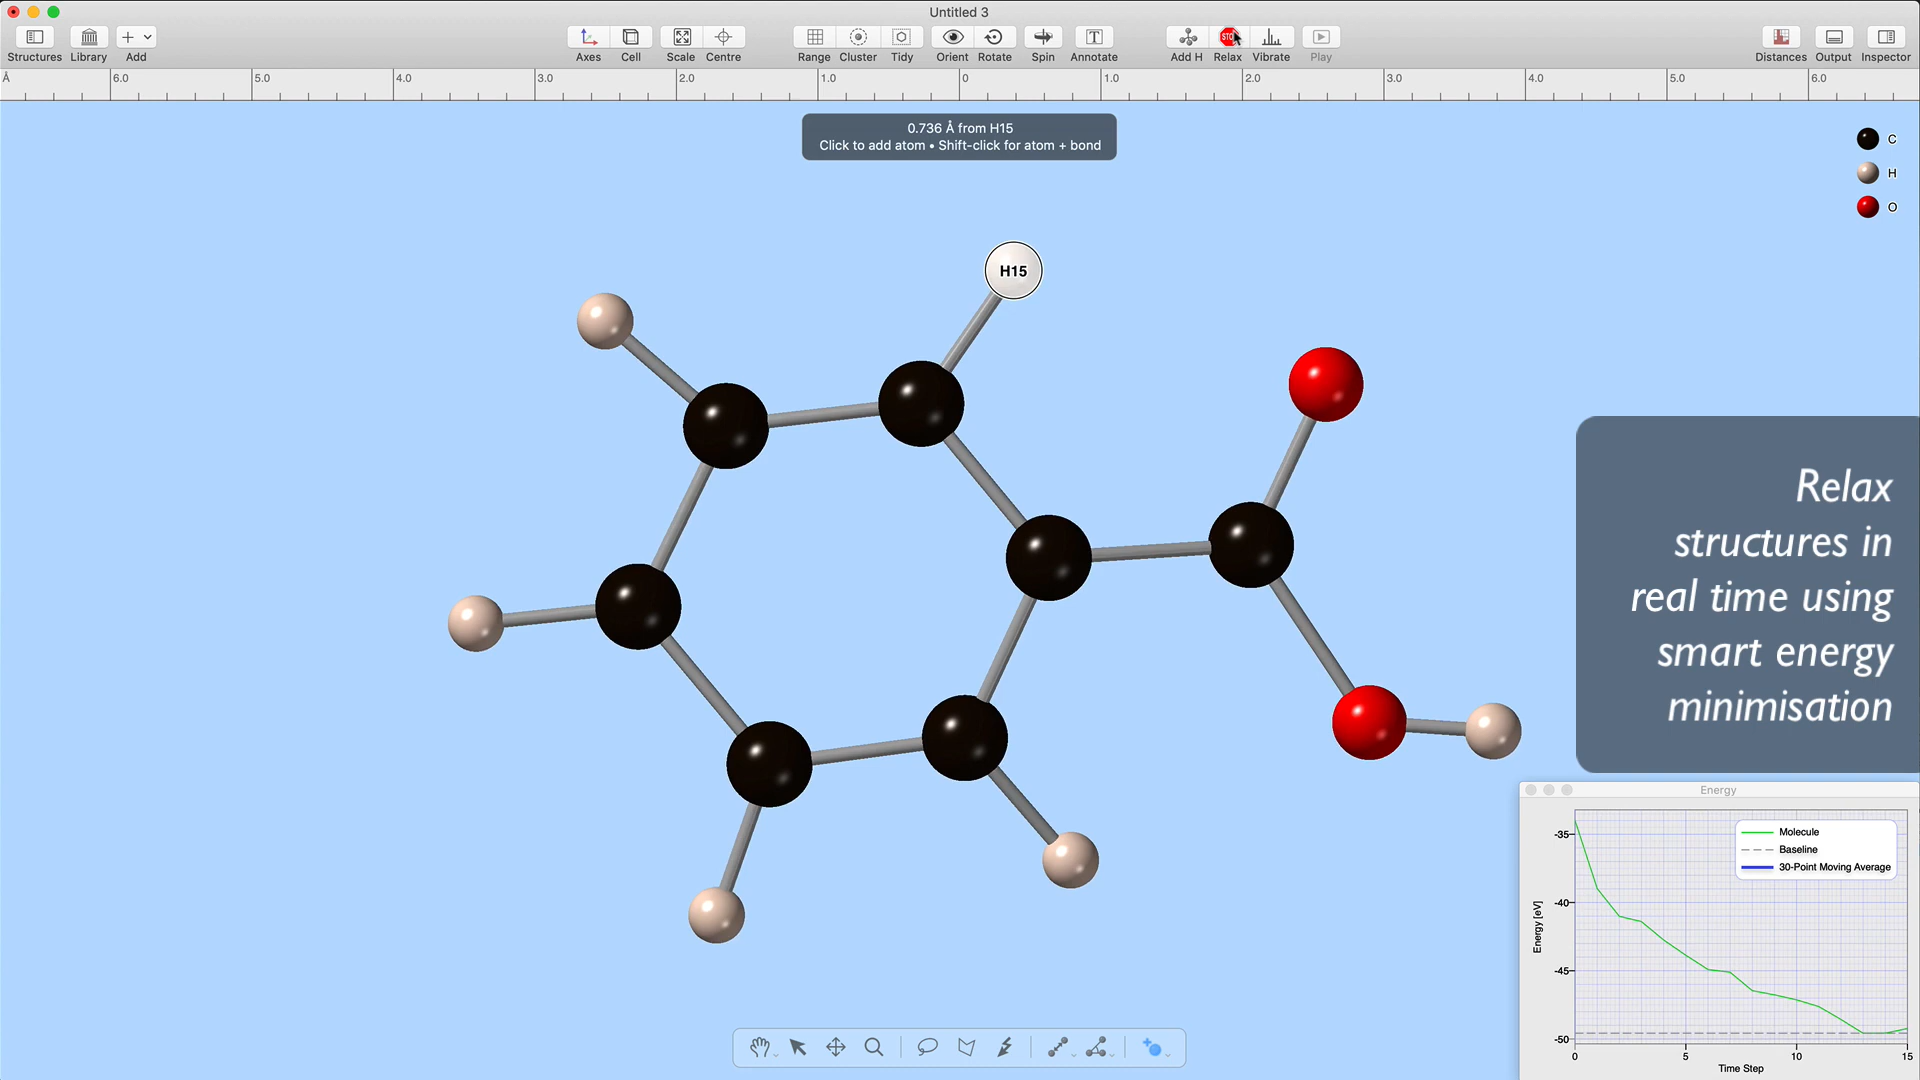 Untitled 3
Structures
Library
Add
Axes
Cell
Scale
Centre
Range
Cluster
Tidy
Orient
Rotate
Spin
Annotate
Add H
STOP
Relax
Vibrate
Play
Distances
Output
Inspector
Å 6.0 5.0 4.0 3.0 2.0 1.0 0 1.0 2.0 3.0 4.0 5.0 6.0
0.736 Å from H15
Click to add atom • Shift-click for atom + bond
C
H
O
H15
Relax
structures in
real time using
smart energy
minimisation
Energy
Molecule
Baseline
30-Point Moving Average
Energy [eV]
-35
-40
-45
-50
0 5 10 15
Time Step